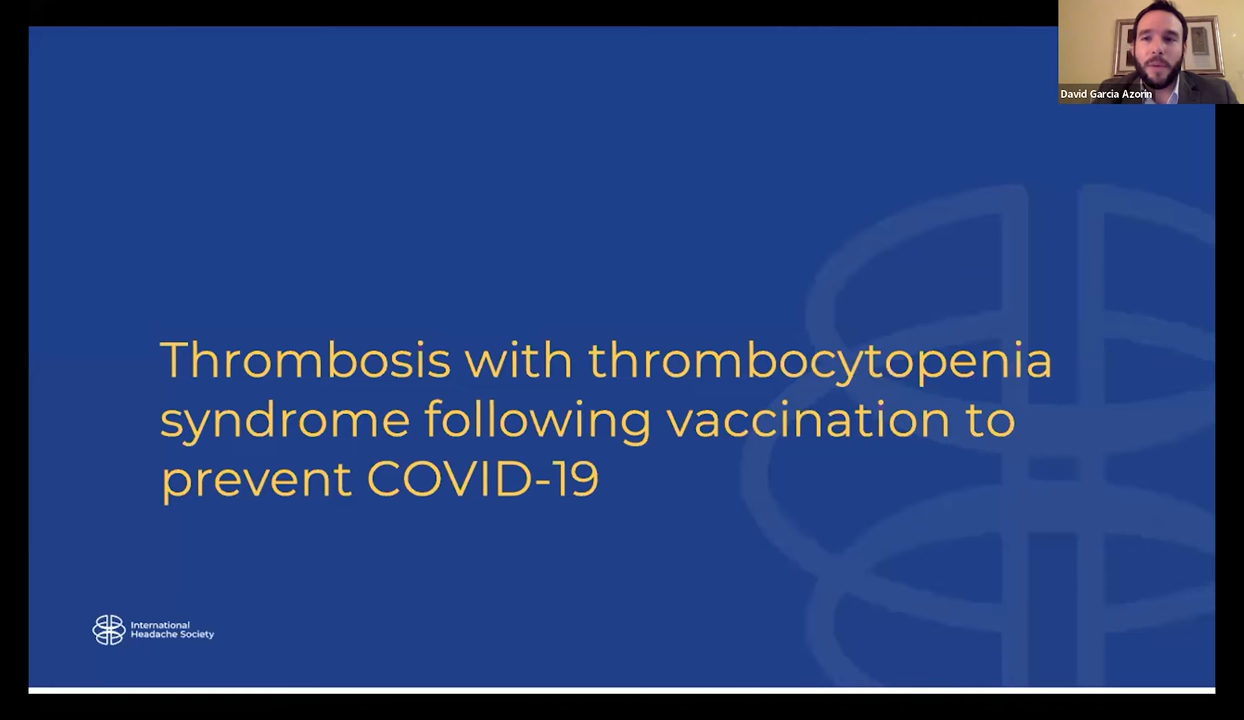 David Garcia Azorin
Thrombosis with thrombocytopenia
syndrome following vaccination to
prevent COVID-19
International
Headache Society